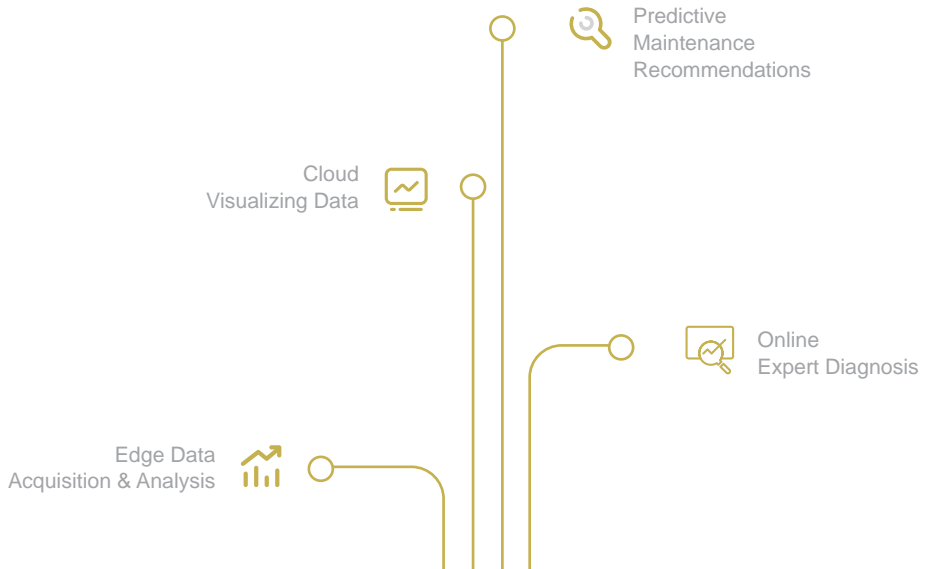 Predictive
Maintenance
Recommendations
Cloud
Visualizing Data
Online
Expert Diagnosis
Edge Data
Acquisition & Analysis